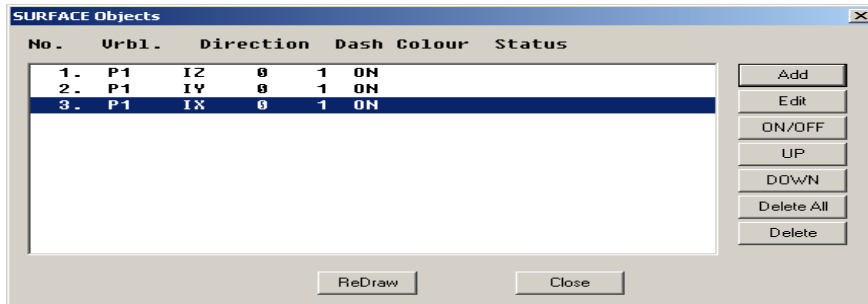 SURFACE Objects
No. Vrbl. Direction Dash Colour Status
1. P1 IZ 0 1 ON
2. P1 IY 0 1 ON
3. P1 IX 0 1 ON
Add
Edit
ON/OFF
UP
DOWN
Delete All
Delete
ReDraw
Close